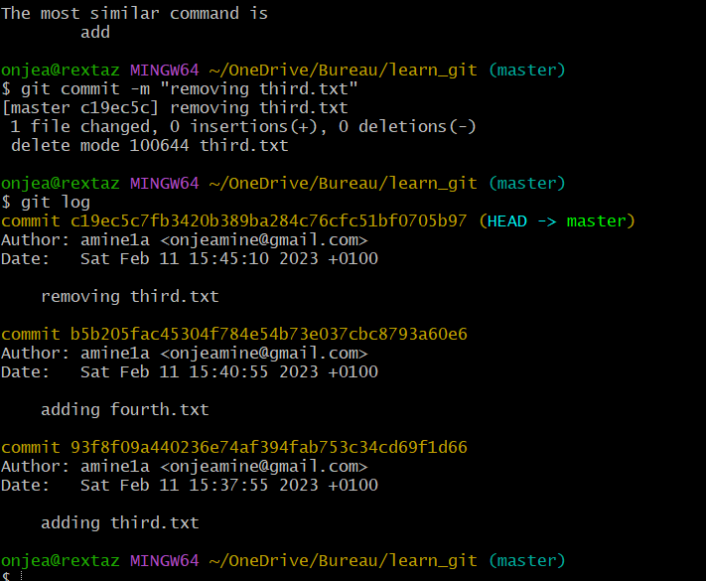 The most similar command is
        add

onjea@rextaz MINGW64 ~/OneDrive/Bureau/learn_git (master)
$ git commit -m "removing third.txt"
[master c19ec5c] removing third.txt
 1 file changed, 0 insertions(+), 0 deletions(-)
 delete mode 100644 third.txt

onjea@rextaz MINGW64 ~/OneDrive/Bureau/learn_git (master)
$ git log
commit c19ec5c7fb3420b389ba284c76cfc51bf0705b97 (HEAD -> master)
Author: amine1a <onjeamine@gmail.com>
Date:   Sat Feb 11 15:45:10 2023 +0100

    removing third.txt

commit b5b205fac45304f784e54b73e037cbc8793a60e6
Author: amine1a <onjeamine@gmail.com>
Date:   Sat Feb 11 15:40:55 2023 +0100

    adding fourth.txt

commit 93f8f09a440236e74af394fab753c34cd69f1d66
Author: amine1a <onjeamine@gmail.com>
Date:   Sat Feb 11 15:37:55 2023 +0100

    adding third.txt

onjea@rextaz MINGW64 ~/OneDrive/Bureau/learn_git (master)
$